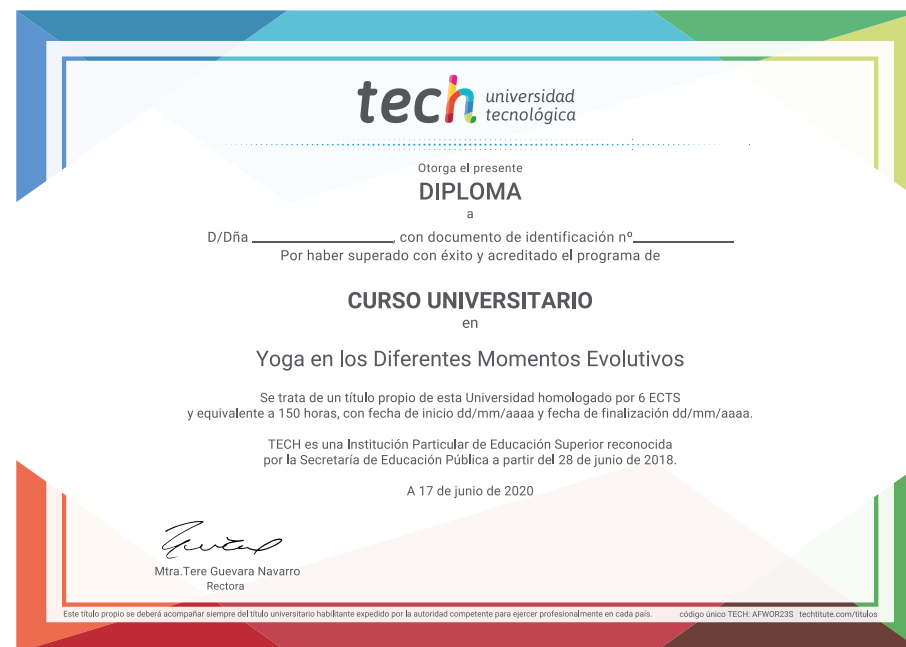 tech universidad
tecnológica
Otorga el presente
DIPLOMA
a
D/Dña ____________________, con documento de identificación nº______________
Por haber superado con éxito y acreditado el programa de
CURSO UNIVERSITARIO
en
Yoga en los Diferentes Momentos Evolutivos
Se trata de un título propio de esta Universidad homologado por 6 ECTS
y equivalente a 150 horas, con fecha de inicio dd/mm/aaaa y fecha de finalización dd/mm/aaaa.
TECH es una Institución Particular de Educación Superior reconocida
por la Secretaría de Educación Pública a partir del 28 de junio de 2018.
A 17 de junio de 2020
Mtra.Tere Guevara Navarro
Rectora
Este título propio se deberá acompañar siempre del título universitario habilitante expedido por la autoridad competente para ejercer profesionalmente en cada país. código único TECH: AFWOR23S techtitute.com/titulos